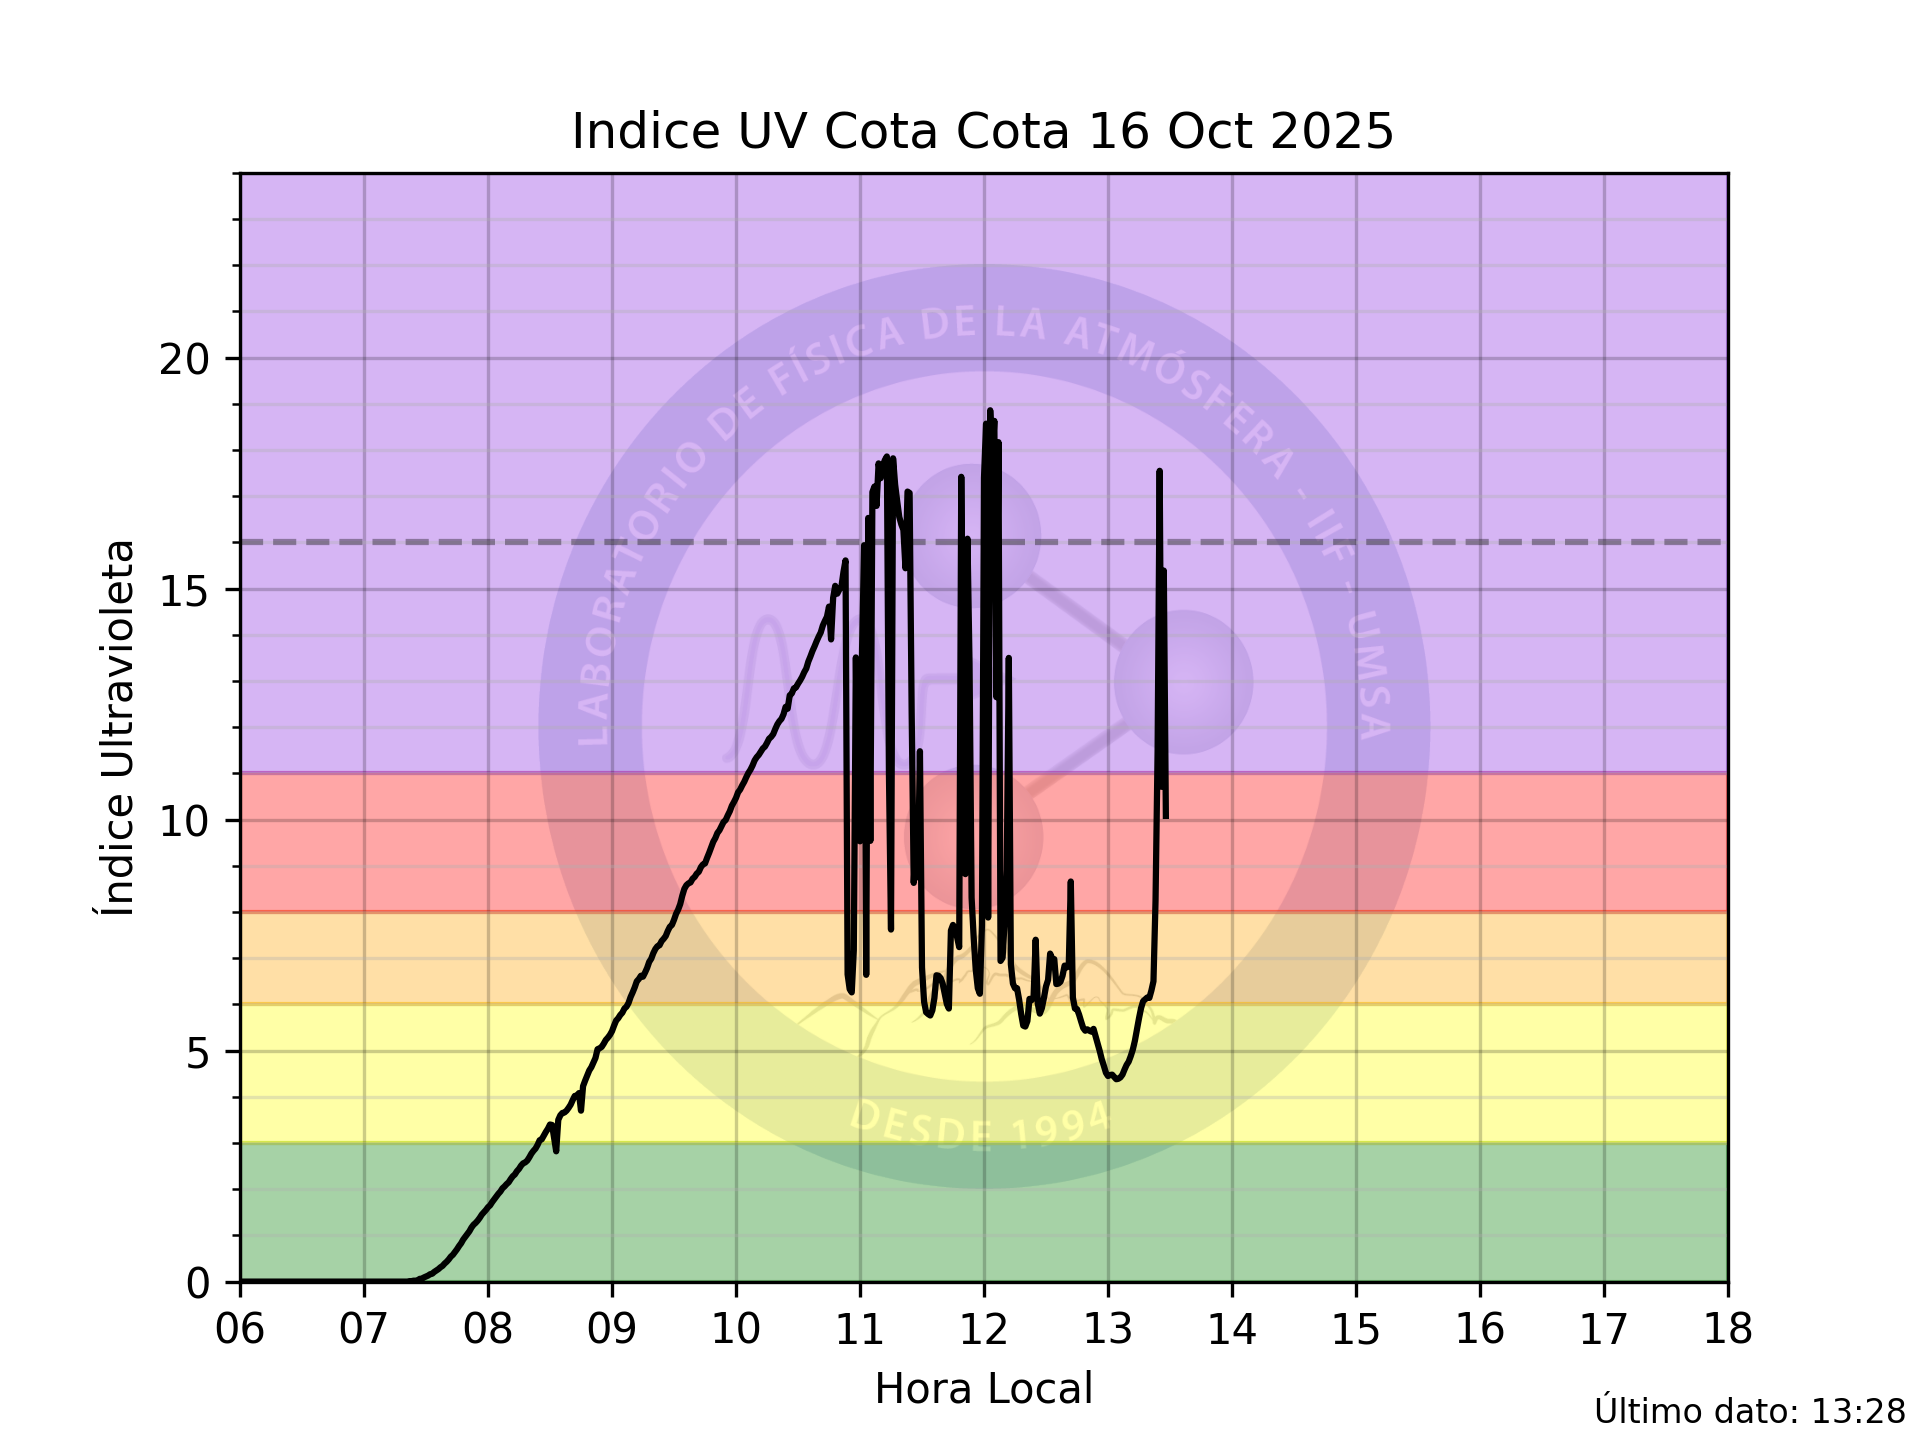 Indice UV Cota Cota 16 Oct 2025
20
15
10
5
0
Índice Ultravioleta
LABORATORIO DE FÍSICA DE LA ATMÓSFERA - IIF - UMSA
DESDE 1994
06 07 08 09 10 11 12 13 14 15 16 17 18
Hora Local
Último dato: 13:28